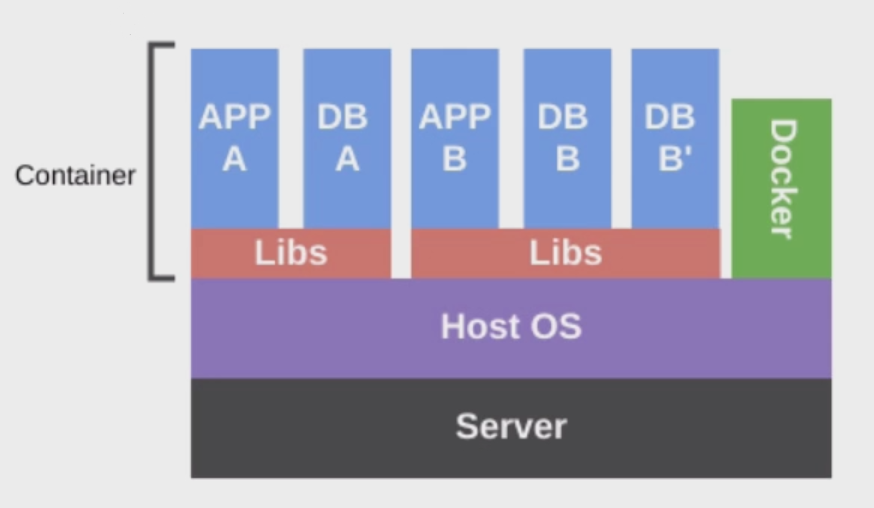 Container
APP
A
DB
A
APP
B
DB
B
DB
B'
Docker
Libs
Libs
Host OS
Server